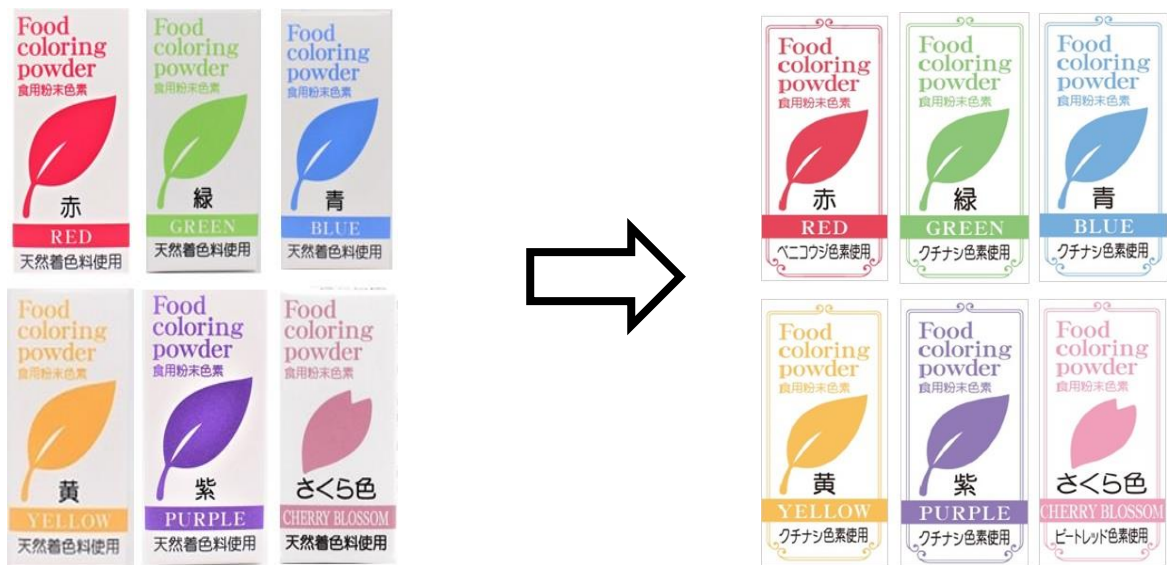 Food
coloring
powder
食用粉末色素
赤
RED
天然着色料使用
Food
coloring
powder
食用粉末色素
緑
GREEN
天然着色料使用
Food
coloring
powder
食用粉末色素
青
BLUE
天然着色料使用
Food
coloring
powder
食用粉末色素
黄
YELLOW
天然着色料使用
Food
coloring
powder
食用粉末色素
紫
PURPLE
天然着色料使用
Food
coloring
powder
食用粉末色素
さくら色
CHERRY BLOSSOM
天然着色料使用
Food
coloring
powder
食用粉末色素
赤
RED
ベニコウジ色素使用
Food
coloring
powder
食用粉末色素
緑
GREEN
クチナシ色素使用
Food
coloring
powder
食用粉末色素
青
BLUE
クチナシ色素使用
Food
coloring
powder
食用粉末色素
黄
YELLOW
クチナシ色素使用
Food
coloring
powder
食用粉末色素
紫
PURPLE
クチナシ色素使用
Food
coloring
powder
食用粉末色素
さくら色
CHERRY BLOSSOM
ビートレッド色素使用